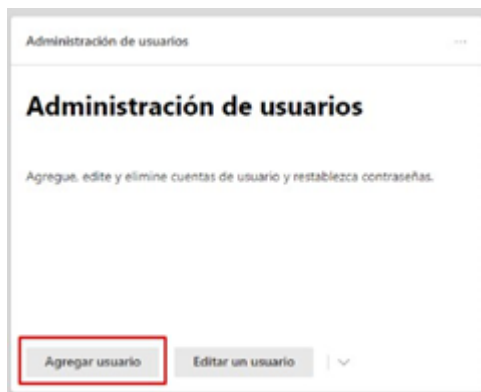 Administración de usuarios
Administración de usuarios
Agregue, edite y elimine cuentas de usuario y restablezca contraseñas.
Agregar usuario
Editar un usuario